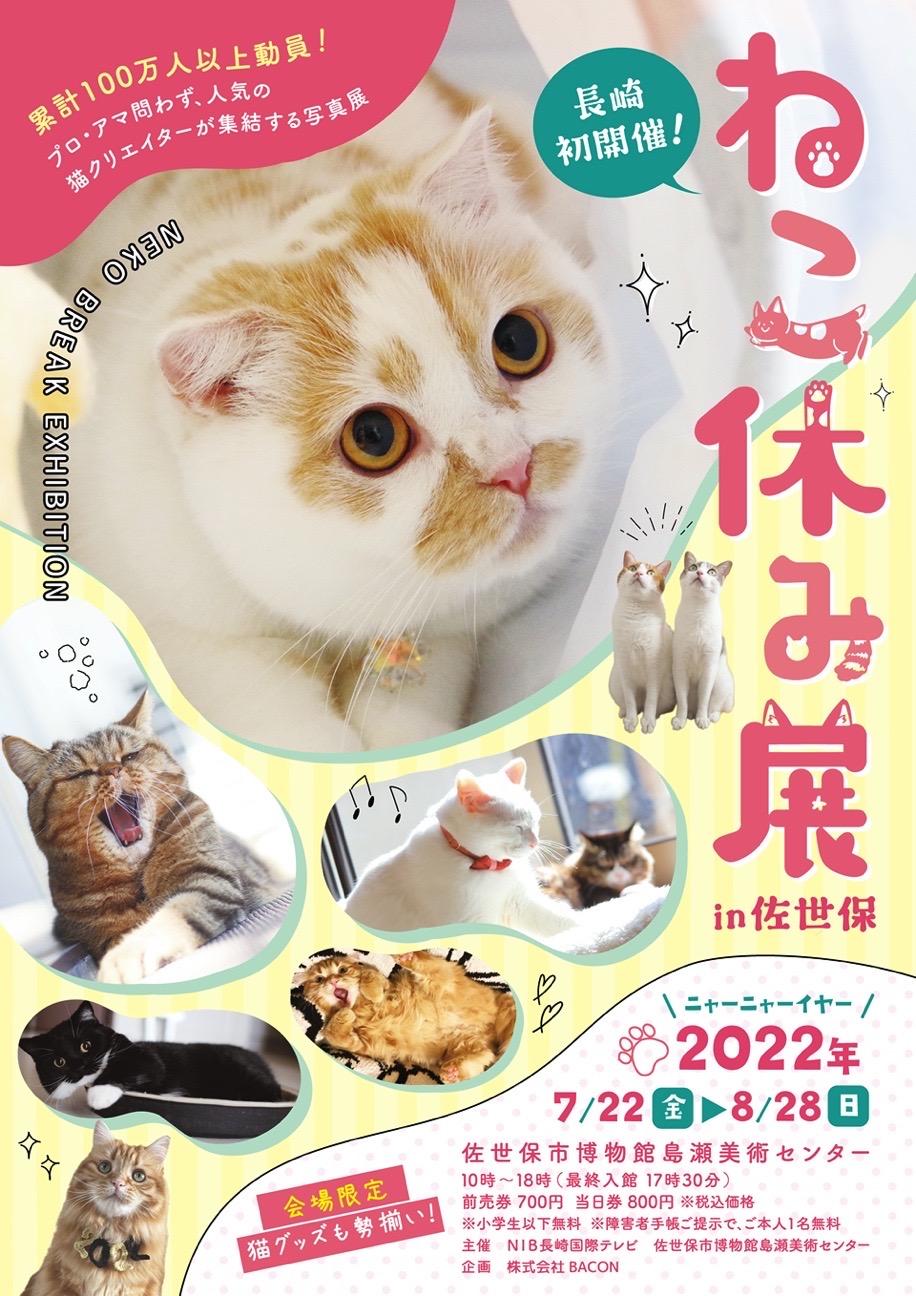 累計100万人以上動員!
プロ・アマ問わず、人気の
猫クリエイターが集結する写真展
長崎
初開催!
ねこ休み展
in佐世保
NEKO BREAK EXHIBITION
ニャーニャーイヤー
2022年
7/22金▶8/28日
佐世保市博物館島瀬美術センター
10時~18時(最終入館 17時30分)
前売券 700円 当日券 800円 ※税込価格
※小学生以下無料 ※障害者手帳ご提示で、ご本人1名無料
主催 NIB長崎国際テレビ 佐世保市博物館島瀬美術センター
企画 株式会社BACON
会場限定
猫グッズも勢揃い!